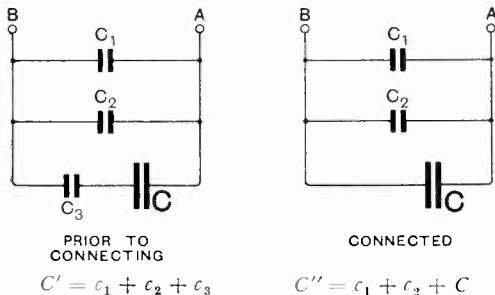 B A B A
C₁ C₁
C₂ C₂
C₃ C C
PRIOR TO
CONNECTING
CONNECTED
C' = c₁ + c₂ + c₃
C'' = c₁ + c₂ + C